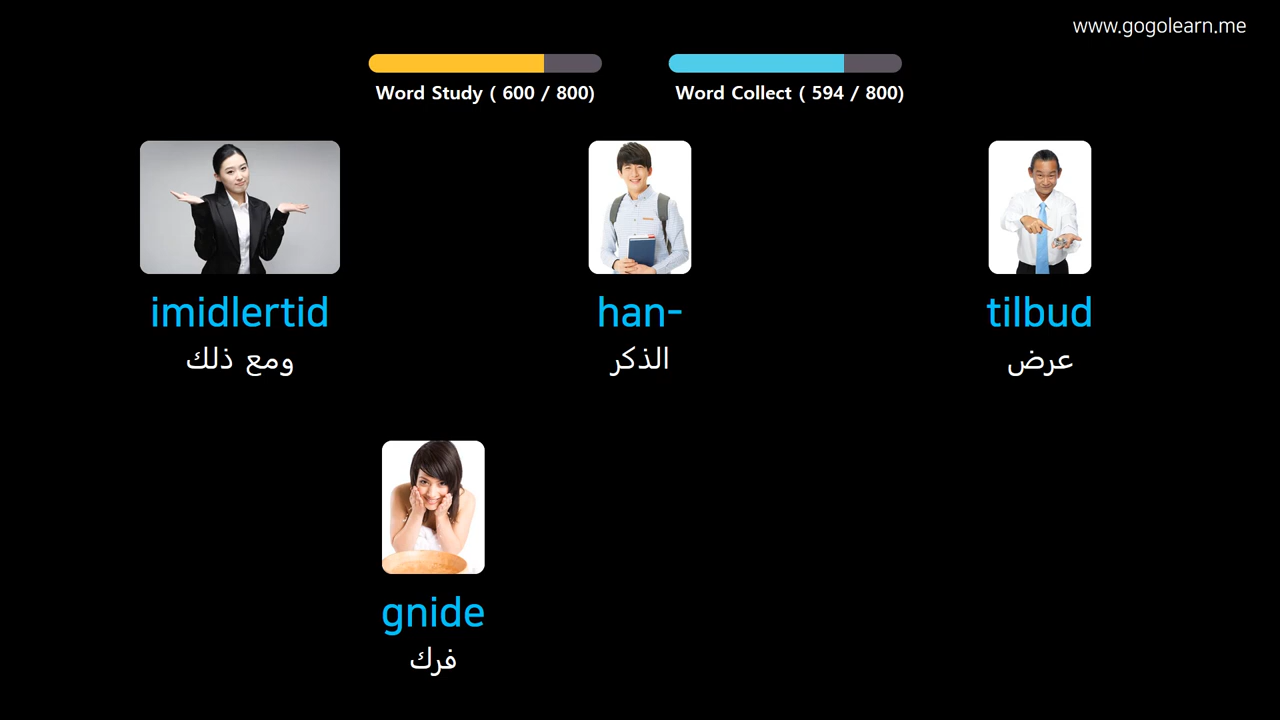 www.gogolearn.me
Word Study ( 600 / 800)
Word Collect ( 594 / 800)
imidlertid
ومع ذلك
han-
الذكر
tilbud
عرض
gnide
فرك